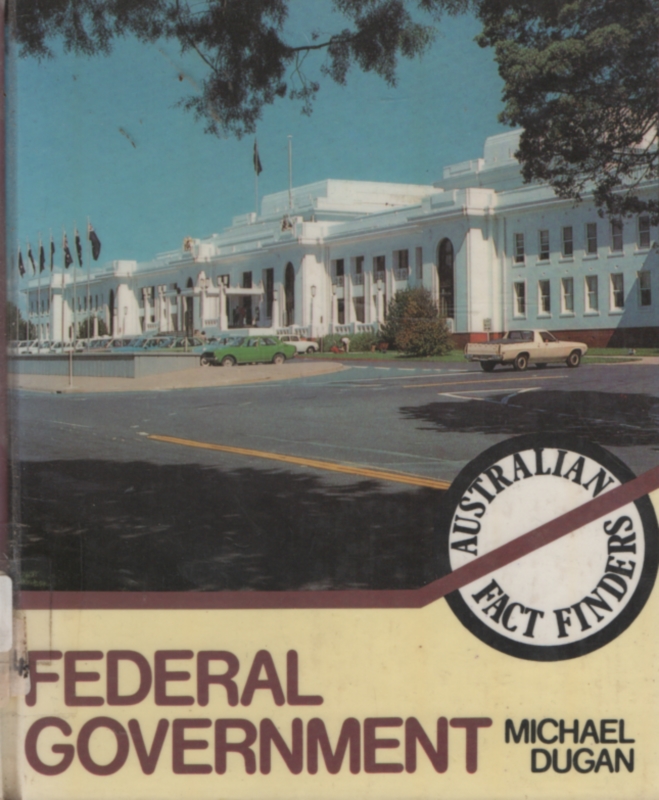 AUSTRALIAN
FACT FINDERS
FEDERAL
GOVERNMENT
MICHAEL
DUGAN